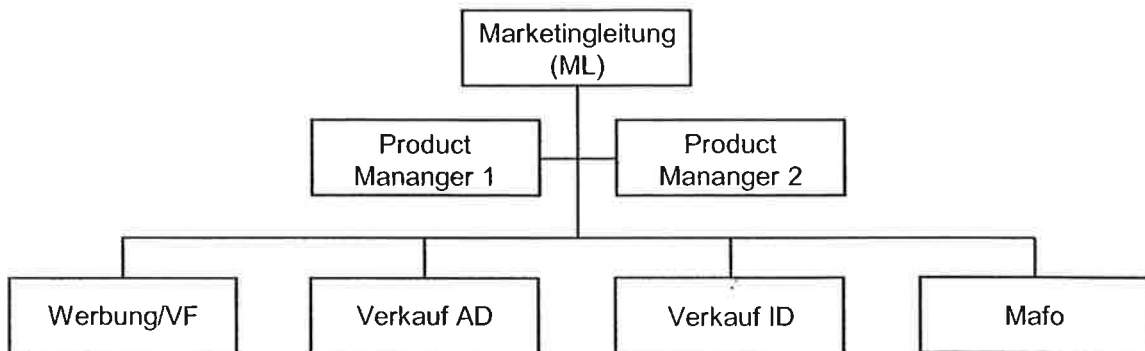 Marketingleitung
(ML)
Product
Mananger 1
Product
Mananger 2
Werbung/VF
Verkauf AD
Verkauf ID
Mafo